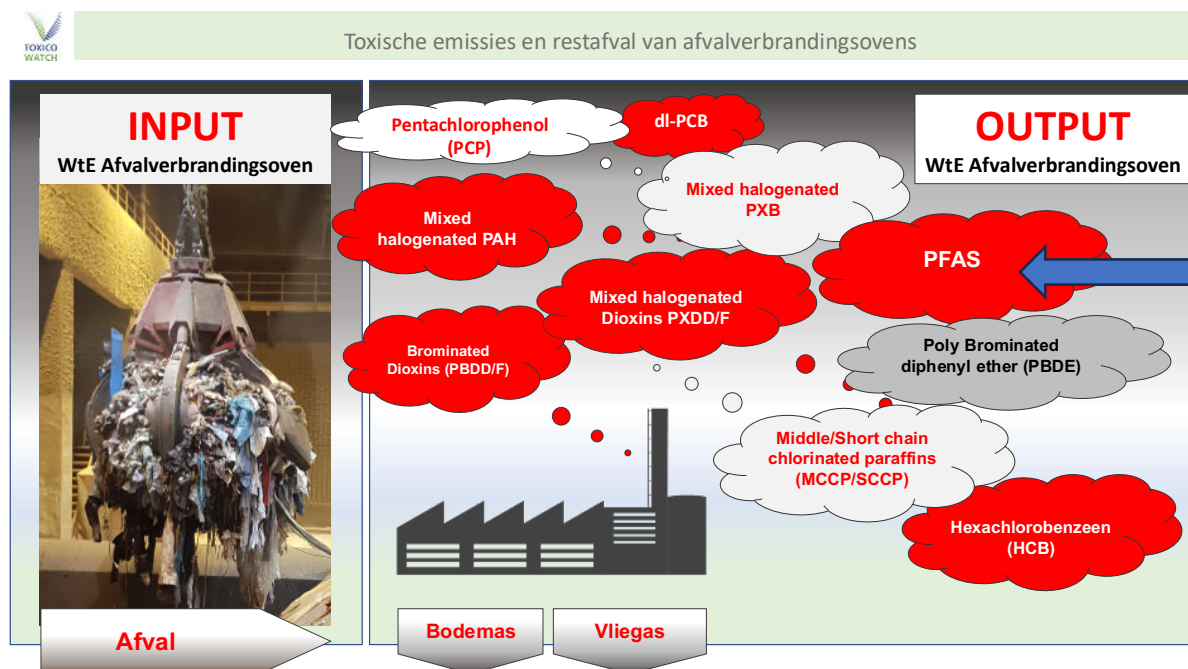 TOXICO
WATCH
Toxische emissies en restafval van afvalverbrandingsovens
INPUT
WtE Afvalverbrandingsoven
Afval
Pentachlorophenol
(PCP)
dl-PCB
Mixed halogenated
PXB
OUTPUT
WtE Afvalverbrandingsoven
Mixed
halogenated PAH
PFAS
Mixed halogenated
Dioxins PXDD/F
Brominated
Dioxins (PBDD/F)
Poly Brominated
diphenyl ether (PBDE)
Middle/Short chain
chlorinated paraffins
(MCCP/SCCP)
Hexachlorobenzeen
(HCB)
Bodemas
Vliegas